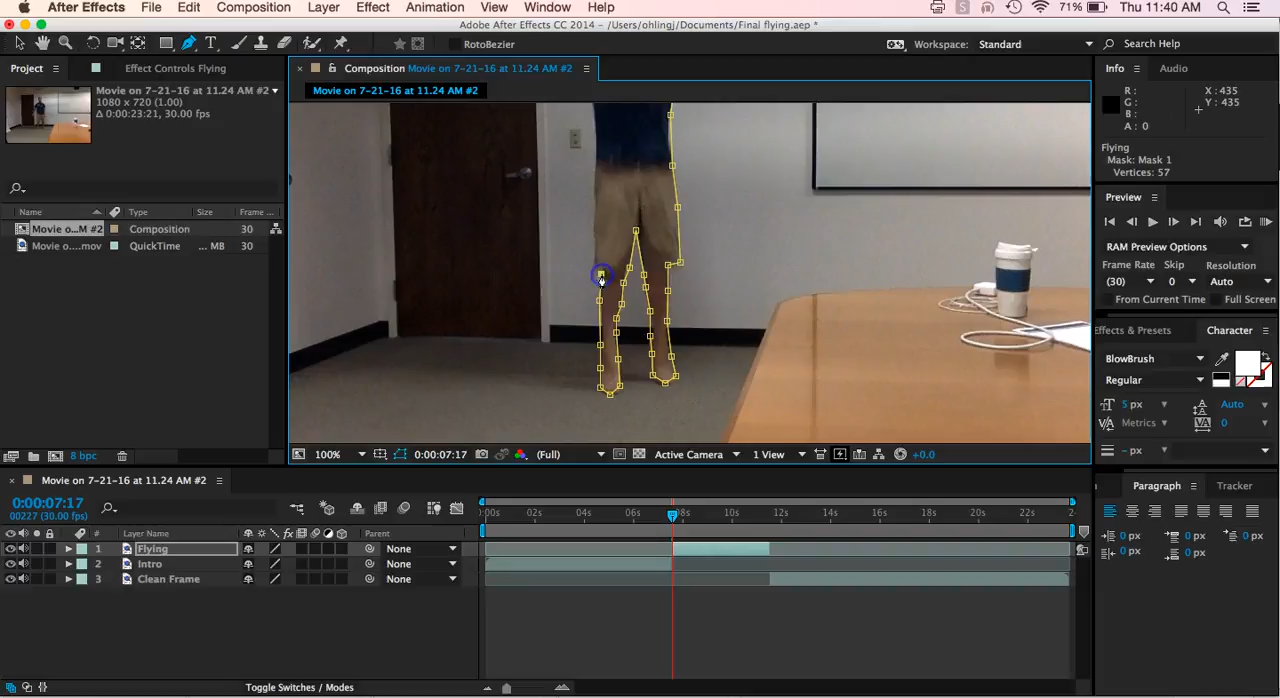 After Effects File Edit Composition Layer Effect Animation View Window Help 71% Thu 11:40 AM
Adobe After Effects CC 2014 - /Users/ohlingj/Documents/Final flying.aep *
RotoBezier Workspace: Standard Search Help
Project Effect Controls Flying Composition Movie on 7-21-16 at 11.24 AM #2 Info Audio
Movie on 7-21-16 at 11.24 AM #2
1080 x 720 (1.00)
Δ 0:00:23:21, 30.00 fps
Movie on 7-21-16 at 11.24 AM #2
R :
G :
B :
A : 0
X : 435
Y : 435
Flying
Mask: Mask 1
Vertices: 57
Preview
RAM Preview Options
Frame Rate Skip Resolution
(30) 0 Auto
From Current Time Full Screen
Effects & Presets Character
BlowBrush
Regular
5 px Auto
Metrics 0
- px
Name Type Size Frame ...
Movie o...M #2 Composition 30
Movie o....mov QuickTime ... MB 30
8 bpc
100% 0:00:07:17 (Full) Active Camera 1 View +0.0
Movie on 7-21-16 at 11.24 AM #2
0:00:07:17
00227 (30.00 fps)
# Layer Name Parent
1 Flying None
2 Intro None
3 Clean Frame None
:00s 02s 04s 06s 08s 10s 12s 14s 16s 18s 20s 22s
Paragraph Tracker
0 px 0 px 0 px
0 px 0 px
Toggle Switches / Modes